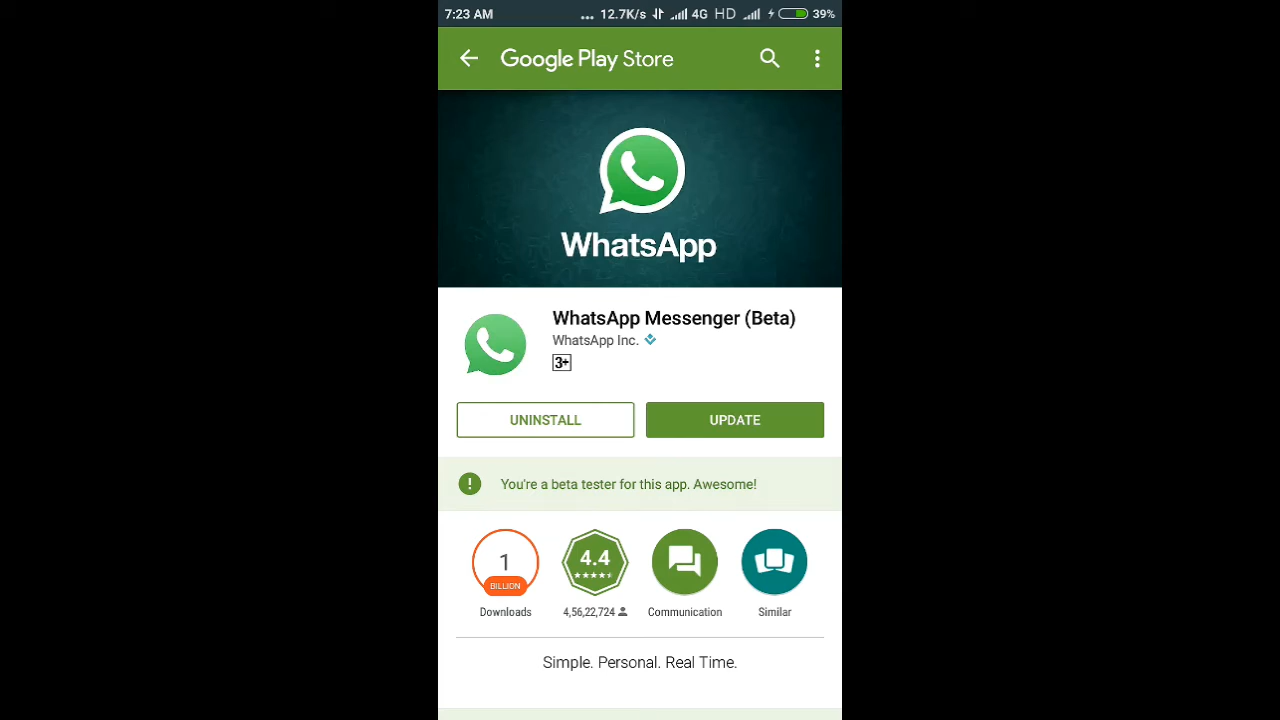 7:23 AM ... 12.7K/s 4G HD 39%
Google Play Store
WhatsApp
WhatsApp Messenger (Beta)
WhatsApp Inc.
3+
UNINSTALL UPDATE
You're a beta tester for this app. Awesome!
1 4.4
BILLION
Downloads 4,56,22,724 Communication Similar
Simple. Personal. Real Time.